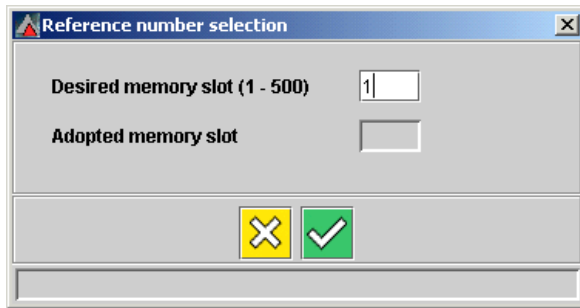 Reference number selection
Desired memory slot (1 - 500) 1
Adopted memory slot